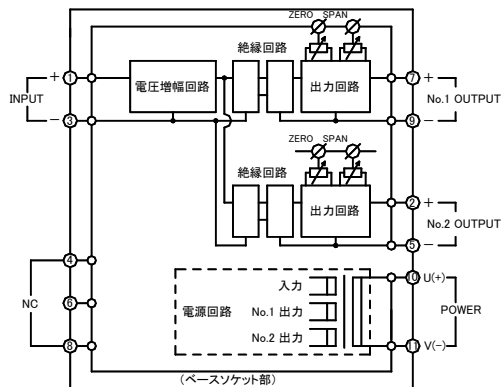 ZERO SPAN
絶縁回路
+ ① 電圧増幅回路 出力回路 ⑦ +
INPUT No.1 OUTPUT
− ③ ⑨ −
ZERO SPAN
絶縁回路
出力回路 ② +
No.2 OUTPUT
⑤ −
④
NC
⑥
⑧
電源回路
入力
No.1 出力
No.2 出力
⑩ U(+)
POWER
⑪ V(−)
(ベースソケット部)